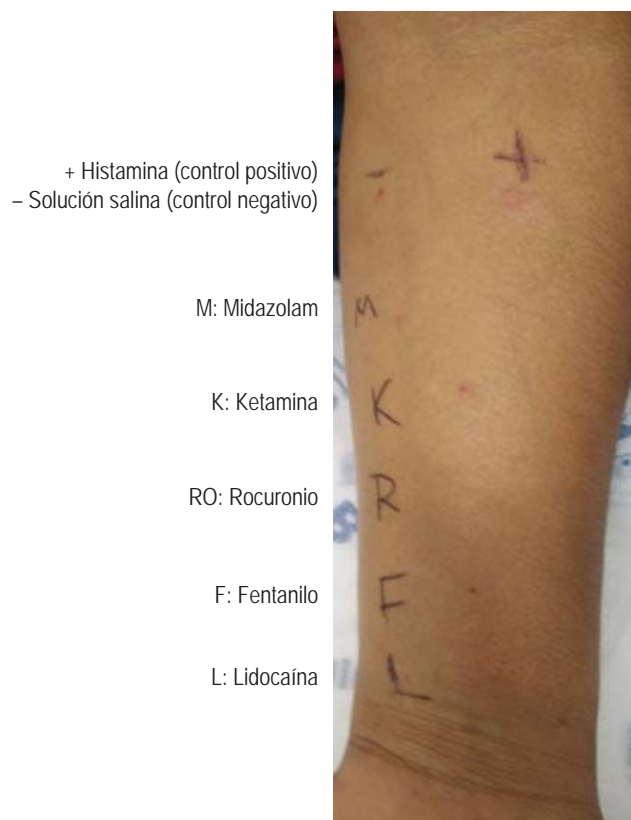 + Histamina (control positivo)
– Solución salina (control negativo)
- +
M: Midazolam
M
K: Ketamina
K
RO: Rocuronio
R
F: Fentanilo
F
L: Lidocaína
L